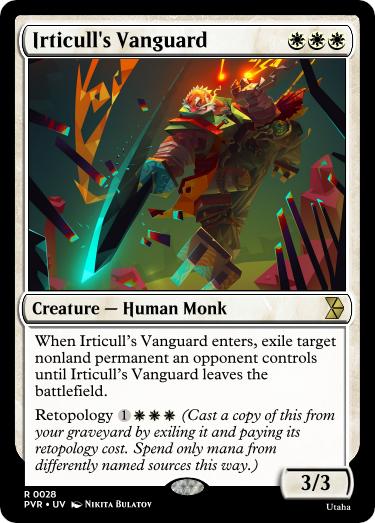 Irticull's Vanguard
Creature — Human Monk
When Irticull's Vanguard enters, exile target
nonland permanent an opponent controls
until Irticull's Vanguard leaves the
battlefield.
Retopology 1 (Cast a copy of this from
your graveyard by exiling it and paying its
retopology cost. Spend only mana from
differently named sources this way.)
3/3
R 0028
PVR • UV Nikita Bulatov
Utaha